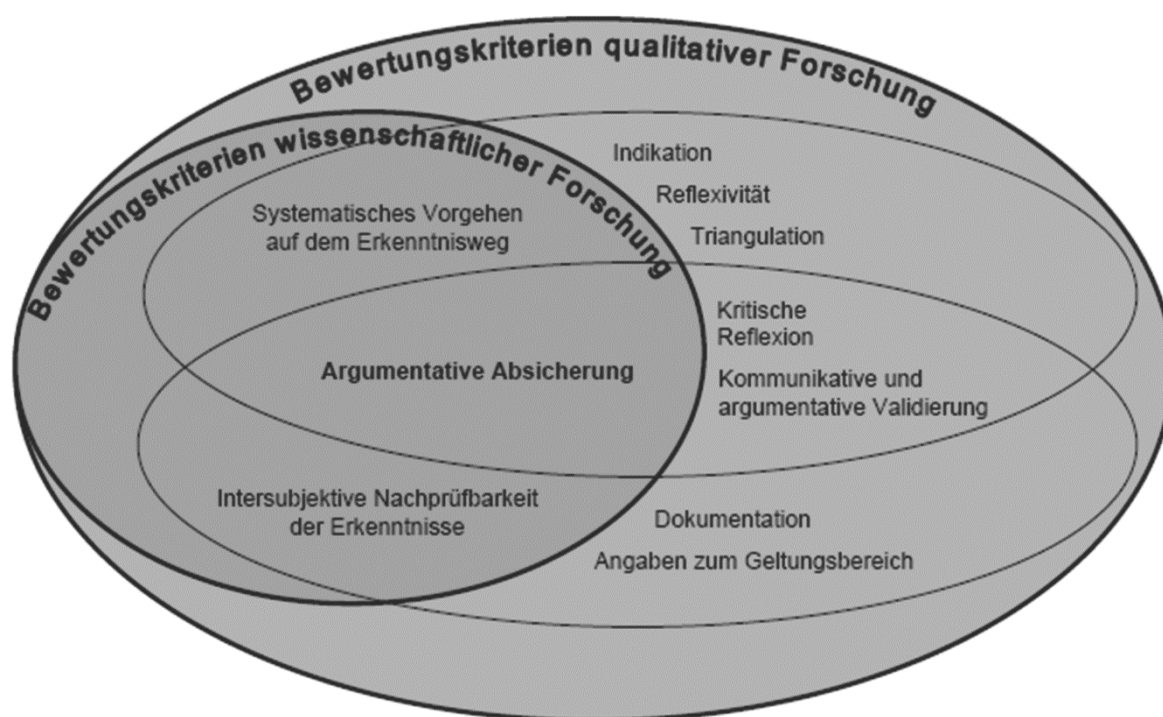 Bewertungskriterien qualitativer Forschung
Bewertungskriterien wissenschaftlicher Forschung
Indikation
Reflexivität
Triangulation
Systematisches Vorgehen
auf dem Erkenntnisweg
Kritische
Reflexion
Argumentative Absicherung
Kommunikative und
argumentative Validierung
Intersubjektive Nachprüfbarkeit
der Erkenntnisse
Dokumentation
Angaben zum Geltungsbereich